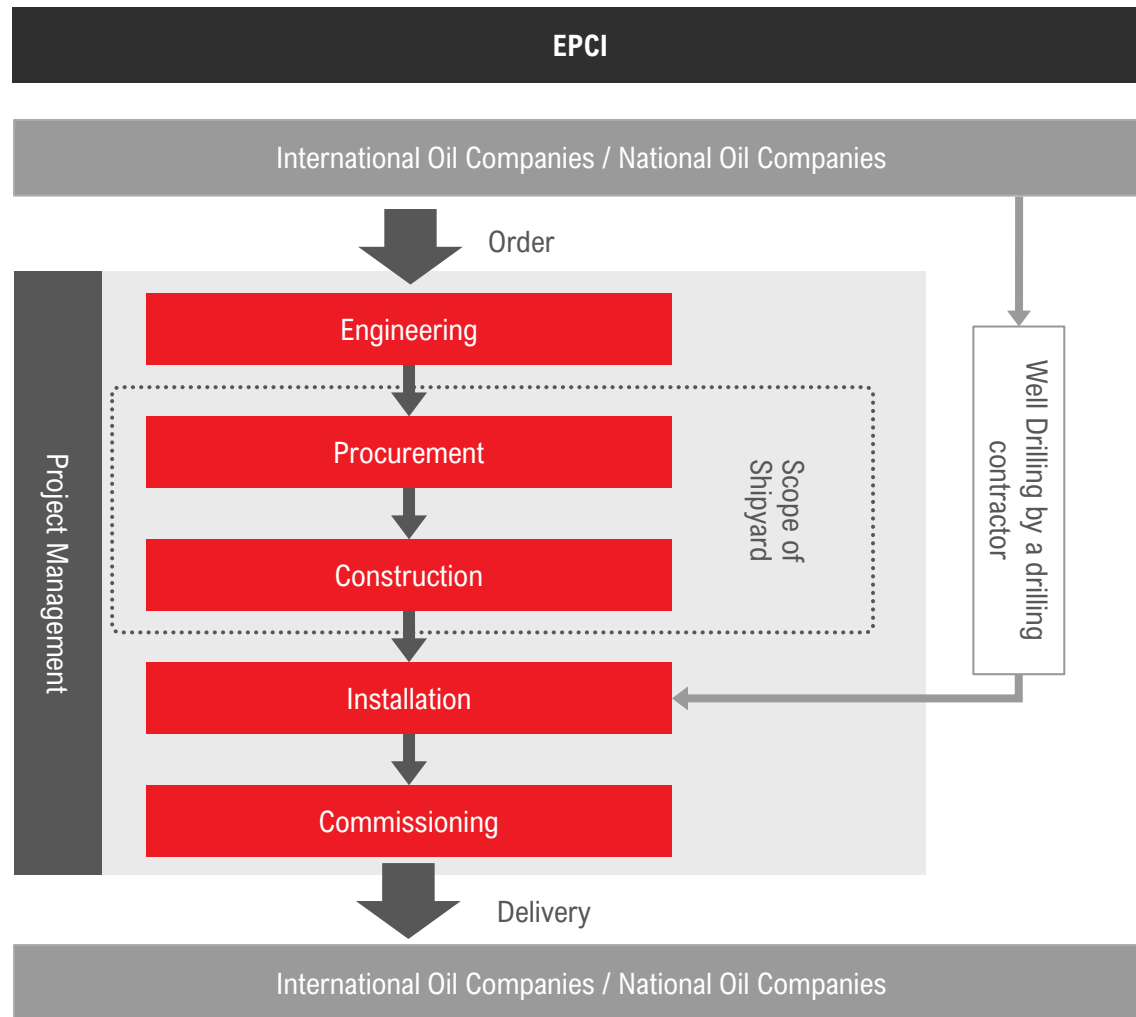 EPCI
International Oil Companies / National Oil Companies
Order
Engineering
Procurement
Construction
Installation
Commissioning
Project Management
Scope of
Shipyard
Well Drilling by a drilling
contractor
Delivery
International Oil Companies / National Oil Companies